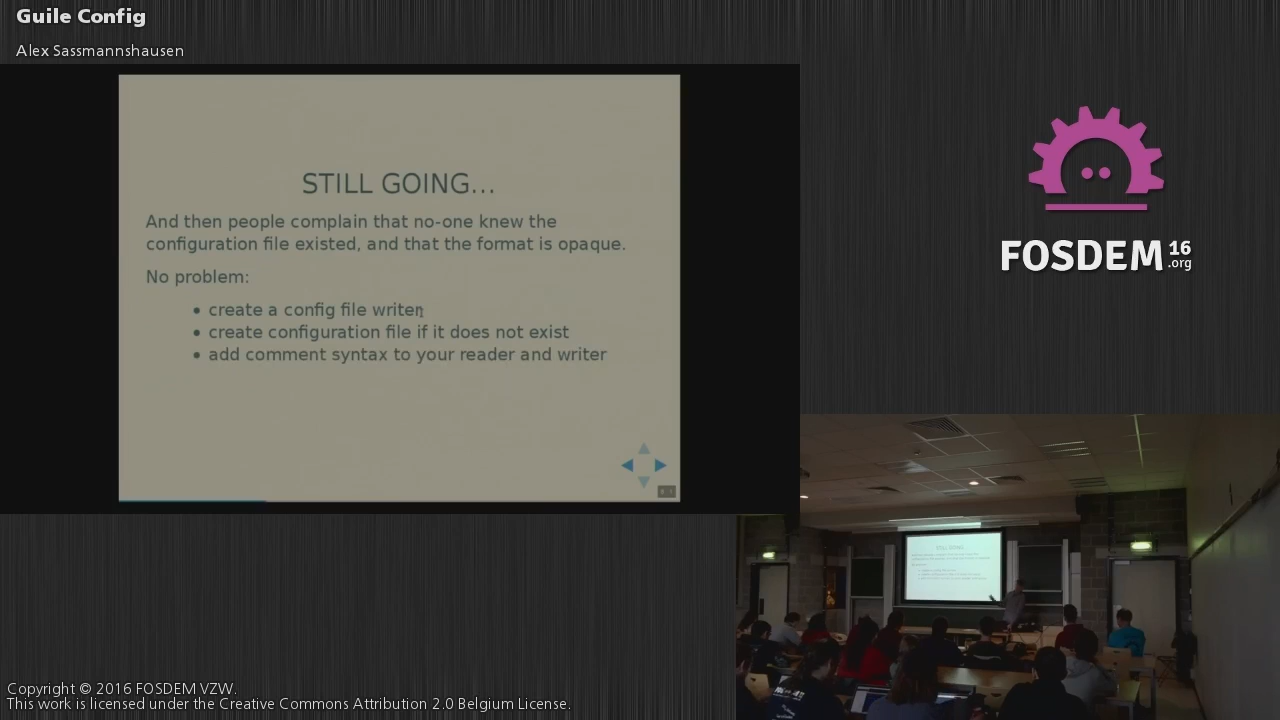 Guile Config
Alex Sassmannshausen
STILL GOING...
And then people complain that no-one knew the
configuration file existed, and that the format is opaque.
No problem:
• create a config file writer
• create configuration file if it does not exist
• add comment syntax to your reader and writer
FOSDEM 16
.org
STILL GOING...
Copyright © 2016 FOSDEM VZW.
This work is licensed under the Creative Commons Attribution 2.0 Belgium License.